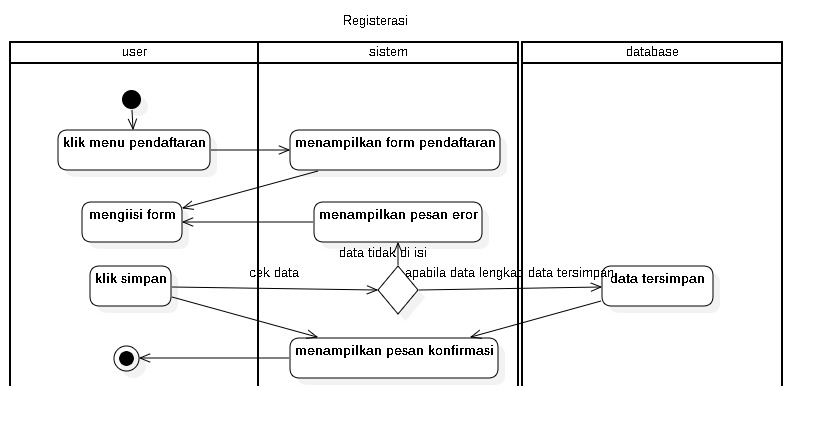 Registerasi
user
sistem
database
klik menu pendaftaran
menampilkan form pendaftaran
mengiisi form
menampilkan pesan eror
data tidak di isi
klik simpan
cek data
apabila data lengkap data tersimpan
data tersimpan
menampilkan pesan konfirmasi